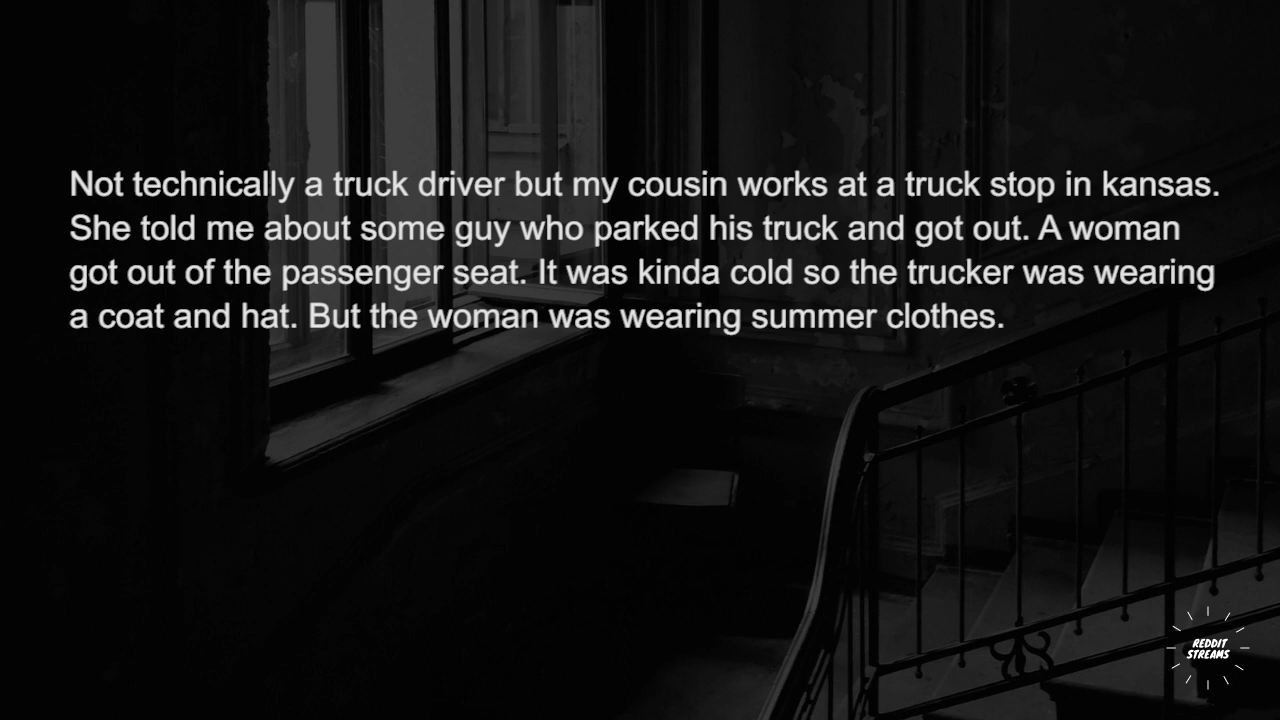 Not technically a truck driver but my cousin works at a truck stop in kansas.
She told me about some guy who parked his truck and got out. A woman
got out of the passenger seat. It was kinda cold so the trucker was wearing
a coat and hat. But the woman was wearing summer clothes.
REDDIT
STREAMS